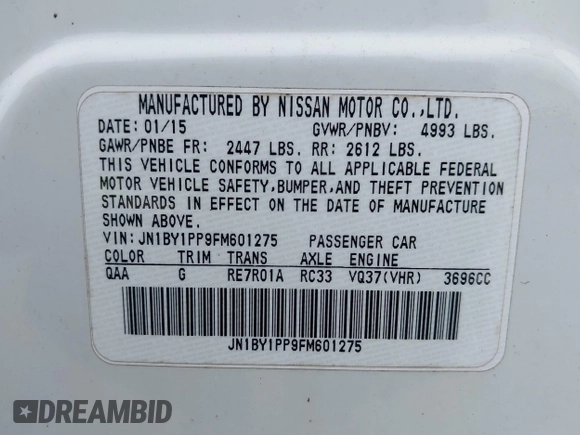 MANUFACTURED BY NISSAN MOTOR CO.,LTD.
DATE: 01/15 GVWR/PNBV: 4993 LBS.
GAWR/PNBE FR: 2447 LBS. RR: 2612 LBS.
THIS VEHICLE CONFORMS TO ALL APPLICABLE FEDERAL
MOTOR VEHICLE SAFETY,BUMPER,AND THEFT PREVENTION
STANDARDS IN EFFECT ON THE DATE OF MANUFACTURE
SHOWN ABOVE.
VIN: JN1BY1PP9FM601275 PASSENGER CAR
COLOR TRIM TRANS AXLE ENGINE
QAA G RE7R01A RC33 VQ37(VHR) 3696CC
JN1BY1PP9FM601275
DREAMBID